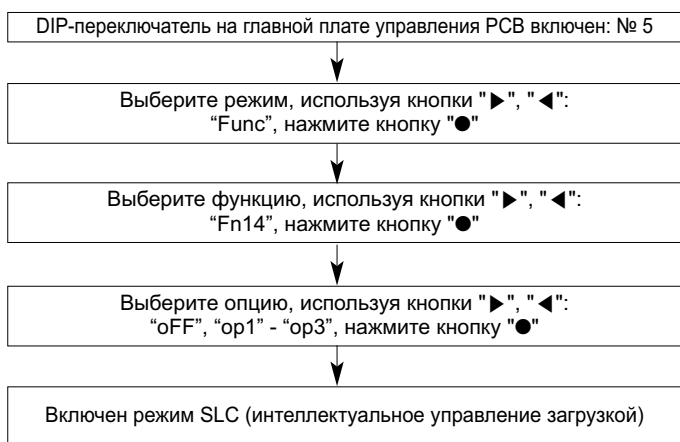 DIP-переключатель на главной плате управления PCB включен: № 5
Выберите режим, используя кнопки "▶", "◀":
“Func”, нажмите кнопку "●"
Выберите функцию, используя кнопки "▶", "◀":
“Fn14”, нажмите кнопку "●"
Выберите опцию, используя кнопки "▶", "◀":
“oFF”, “op1” - “op3”, нажмите кнопку "●"
Включен режим SLC (интеллектуальное управление загрузкой)